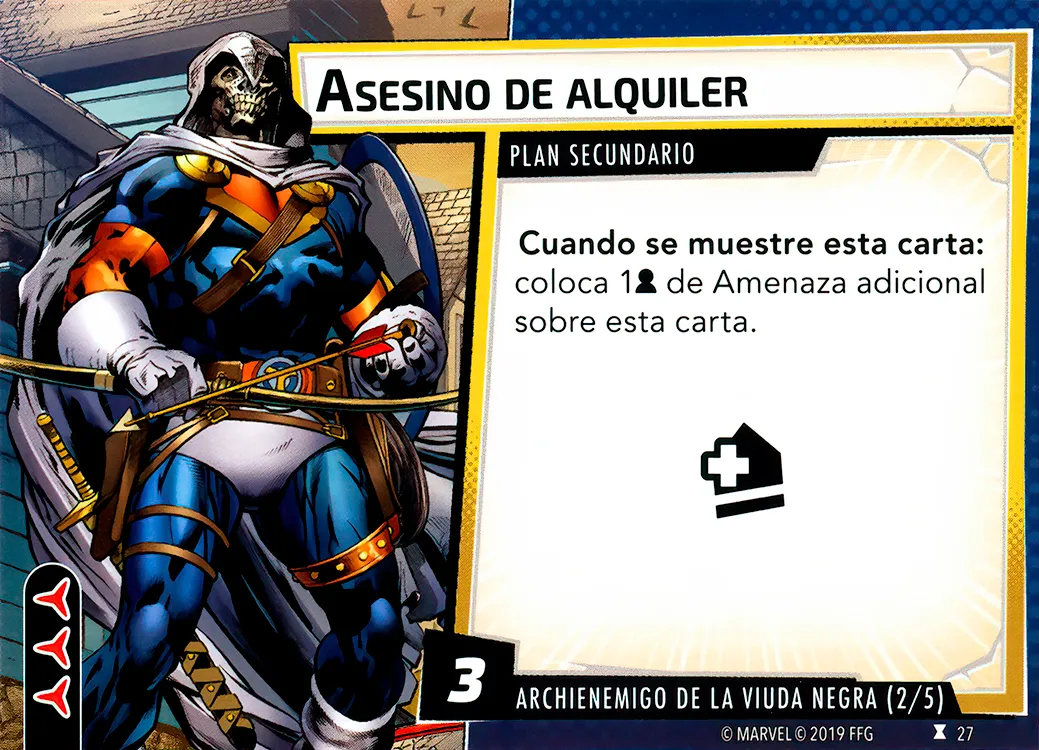 Asesino de alquiler
PLAN SECUNDARIO
Cuando se muestre esta carta:
coloca 1 de Amenaza adicional
sobre esta carta.
3
ARCHIENEMIGO DE LA VIUDA NEGRA (2/5)
© MARVEL © 2019 FFG
27